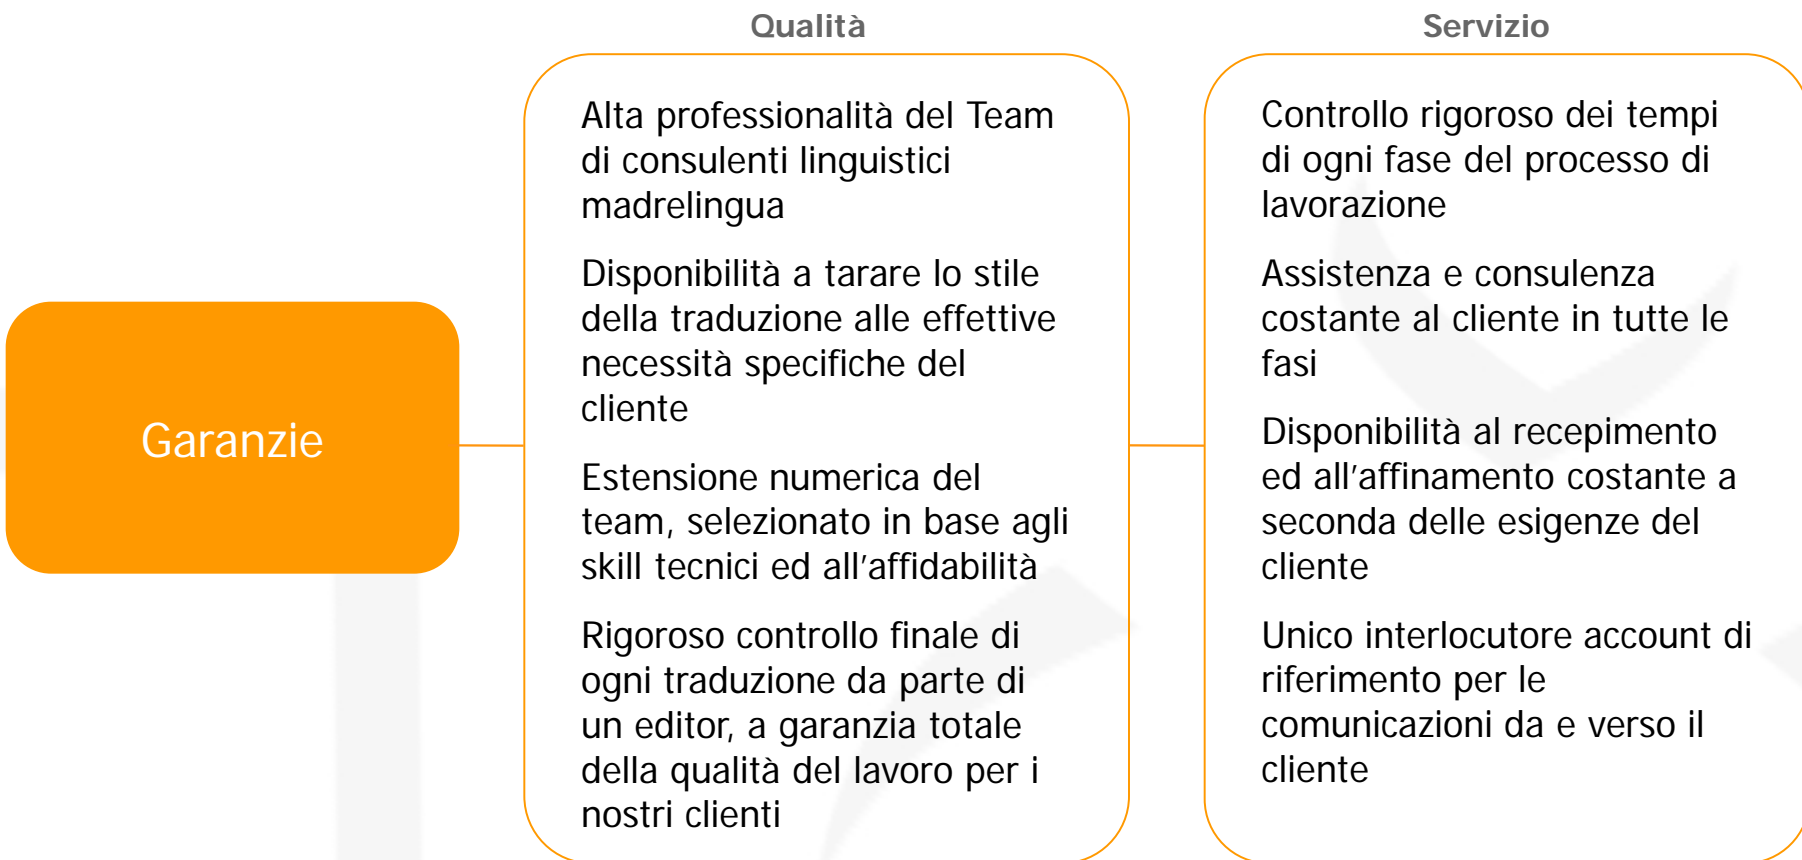 Qualità
Servizio
Garanzie
Alta professionalità del Team
di consulenti linguistici
madrelingua
Disponibilità a tarare lo stile
della traduzione alle effettive
necessità specifiche del
cliente
Estensione numerica del
team, selezionato in base agli
skill tecnici ed all’affidabilità
Rigoroso controllo finale di
ogni traduzione da parte di
un editor, a garanzia totale
della qualità del lavoro per i
nostri clienti
Controllo rigoroso dei tempi
di ogni fase del processo di
lavorazione
Assistenza e consulenza
costante al cliente in tutte le
fasi
Disponibilità al recepimento
ed all’affinamento costante a
seconda delle esigenze del
cliente
Unico interlocutore account di
riferimento per le
comunicazioni da e verso il
cliente